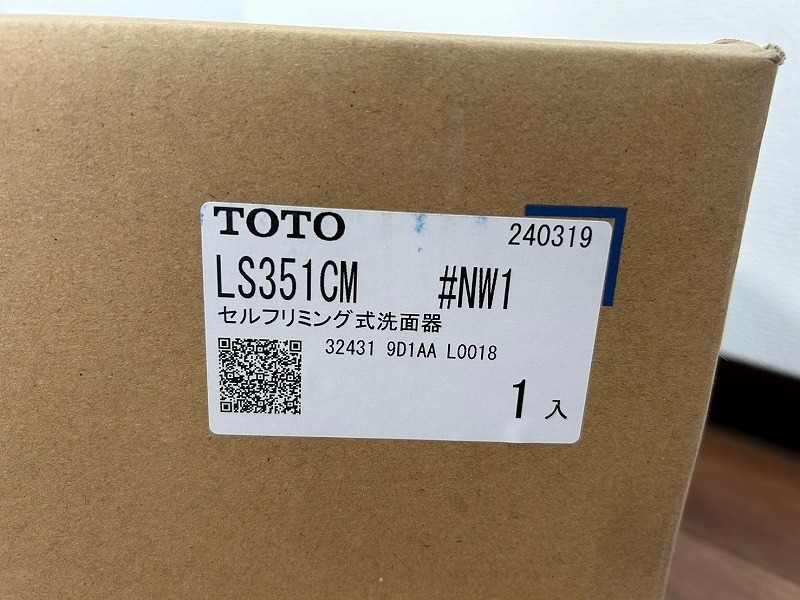 TOTO 240319
LS351CM #NW1
セルフリミング式洗面器
32431 9D1AA L0018
1 入